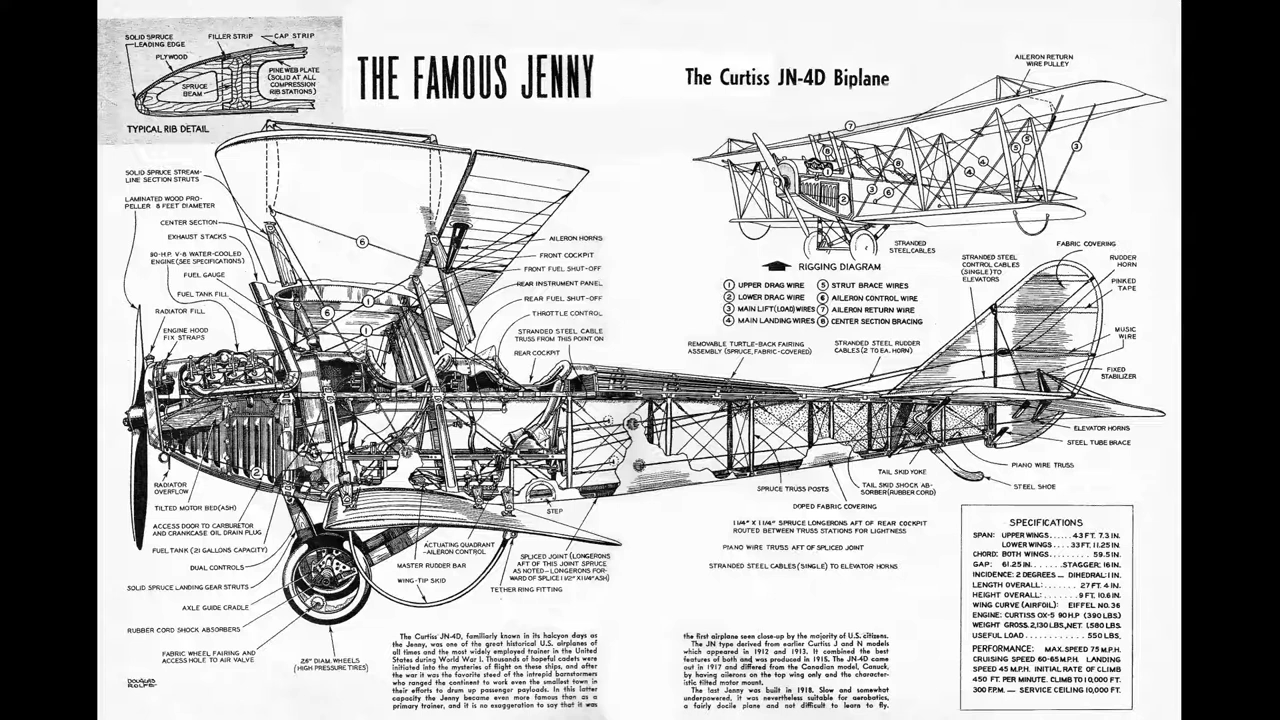 SOLID SPRUCE
LEADING EDGE
FILLER STRIP
CAP STRIP
PLYWOOD
SPRUCE
BEAM
PINE WEB PLATE
(SOLID AT ALL
COMPRESSION
RIB STATIONS)
TYPICAL RIB DETAIL
THE FAMOUS JENNY
The Curtiss JN-4D Biplane
AILERON RETURN
WIRE PULLEY
STRANDED
STEEL CABLES
RIGGING DIAGRAM
1 UPPER DRAG WIRE
2 LOWER DRAG WIRE
3 MAIN LIFT (LOAD) WIRES
4 MAIN LANDING WIRES
5 STRUT BRACE WIRES
6 AILERON CONTROL WIRE
7 AILERON RETURN WIRE
8 CENTER SECTION BRACING
SOLID SPRUCE STREAM-
LINE SECTION STRUTS
LAMINATED WOOD PRO-
PELLER 8 FEET DIAMETER
CENTER SECTION
EXHAUST STACKS
90-H.P. V-8 WATER-COOLED
ENGINE (SEE SPECIFICATIONS)
FUEL GAUGE
FUEL TANK FILL
RADIATOR FILL
ENGINE HOOD
FIX STRAPS
AILERON HORNS
FRONT COCKPIT
FRONT FUEL SHUT-OFF
REAR INSTRUMENT PANEL
REAR FUEL SHUT-OFF
THROTTLE CONTROL
STRANDED STEEL CABLE
TRUSS FROM THIS POINT ON
REAR COCKPIT
REMOVABLE TURTLE-BACK FAIRING
ASSEMBLY (SPRUCE, FABRIC-COVERED)
STRANDED STEEL RUDDER
CABLES (2 TO EA. HORN)
STRANDED STEEL
CONTROL CABLES
(SINGLE) TO
ELEVATORS
FABRIC COVERING
RUDDER
HORN
PINKED
TAPE
MUSIC
WIRE
FIXED
STABILIZER
ELEVATOR HORNS
STEEL TUBE BRACE
PIANO WIRE TRUSS
STEEL SHOE
TAIL SKID YOKE
TAIL SKID SHOCK AB-
SORBER (RUBBER CORD)
SPRUCE TRUSS POSTS
DOPED FABRIC COVERING
1 1/4" X 1 1/4" SPRUCE LONGERONS AFT OF REAR COCKPIT
ROUTED BETWEEN TRUSS STATIONS FOR LIGHTNESS
PIANO WIRE TRUSS AFT OF SPLICED JOINT
STRANDED STEEL CABLES (SINGLE) TO ELEVATOR HORNS
RADIATOR
OVERFLOW
TILTED MOTOR BED (ASH)
ACCESS DOOR TO CARBURETOR
AND CRANKCASE OIL DRAIN PLUG
FUEL TANK (21 GALLONS CAPACITY)
DUAL CONTROLS
SOLID SPRUCE LANDING GEAR STRUTS
AXLE GUIDE CRADLE
RUBBER CORD SHOCK ABSORBERS
FABRIC WHEEL FAIRING AND
ACCESS HOLE TO AIR VALVE
26" DIAM. WHEELS
(HIGH PRESSURE TIRES)
STEP
ACTUATING QUADRANT
-AILERON CONTROL
MASTER RUDDER BAR
WING-TIP SKID
SPLICED JOINT (LONGERONS
AFT OF THIS JOINT SPRUCE
AS NOTED-LONGERONS FOR-
WARD OF SPLICE 1 1/2" X 1 1/4" ASH)
TETHER RING FITTING
The Curtiss JN-4D, familiarly known in its halcyon days as
the Jenny, was one of the great historical U.S. airplanes of
all times and the most widely employed trainer in the United
States during World War I. Thousands of hopeful cadets were
initiated into the mysteries of flight on these ships, and after
the war it was the favorite steed of the intrepid barnstormers
who ranged the continent to work even the smallest town in
their efforts to drum up passenger payloads. In this latter
capacity the Jenny became even more famous than as a
primary trainer, and it is no exaggeration to say that it was
the first airplane seen close-up by the majority of U.S. citizens.
The JN type derived from earlier Curtiss J and N models
which appeared in 1912 and 1913. It combined the best
features of both and was produced in 1915. The JN-4D came
out in 1917 and differed from the Canadian model, Canuck,
by having ailerons on the top wing only and the character-
istic tilted motor mount.
The last Jenny was built in 1918. Slow and somewhat
underpowered, it was nevertheless suitable for aerobatics,
a fairly docile plane and not difficult to learn to fly.
SPECIFICATIONS
SPAN: UPPER WINGS.....43 FT. 7.3 IN.
LOWER WINGS....33 FT. 11.25 IN.
CHORD: BOTH WINGS.........59.5 IN.
GAP: 61.25 IN.......STAGGER: 16 IN.
INCIDENCE: 2 DEGREES — DIHEDRAL: 1 IN.
LENGTH OVERALL:........27 FT. 4 IN.
HEIGHT OVERALL:.......9 FT. 10.6 IN.
WING CURVE (AIRFOIL): EIFFEL NO. 36
ENGINE: CURTISS OX-5 90 H.P. (390 LBS)
WEIGHT GROSS. 2,130 LBS., NET. 1,580 LBS.
USEFUL LOAD...........550 LBS.
PERFORMANCE: MAX. SPEED 75 M.P.H.
CRUISING SPEED 60-65 M.P.H. LANDING
SPEED 45 M.P.H. INITIAL RATE OF CLIMB
450 FT. PER MINUTE. CLIMB TO 10,000 FT.
300 F.P.M. — SERVICE CEILING 10,000 FT.
DOUGLAS
ROLFE